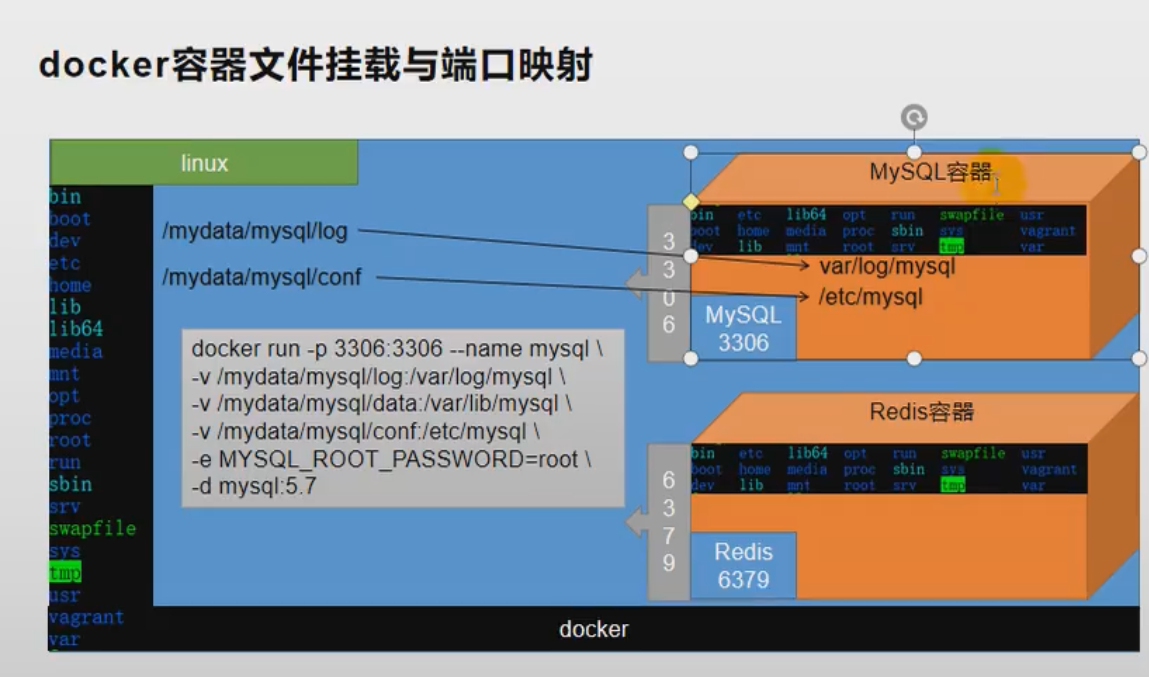 docker容器文件挂载与端口映射
linux
bin
boot
dev
etc
home
lib
lib64
media
mnt
opt
proc
root
run
sbin
srv
swapfile
sys
tmp
usr
vagrant
var
/mydata/mysql/log
/mydata/mysql/conf
docker run -p 3306:3306 --name mysql \
-v /mydata/mysql/log:/var/log/mysql \
-v /mydata/mysql/data:/var/lib/mysql \
-v /mydata/mysql/conf:/etc/mysql \
-e MYSQL_ROOT_PASSWORD=root \
-d mysql:5.7
3
3
0
6
MySQL容器
bin etc lib64 opt run swapfile usr
boot home media proc sbin sys vagrant
dev lib mnt root srv tmp var
var/log/mysql
/etc/mysql
MySQL
3306
6
3
7
9
Redis容器
bin etc lib64 opt run swapfile usr
boot home media proc sbin sys vagrant
dev lib mnt root srv tmp var
Redis
6379
docker